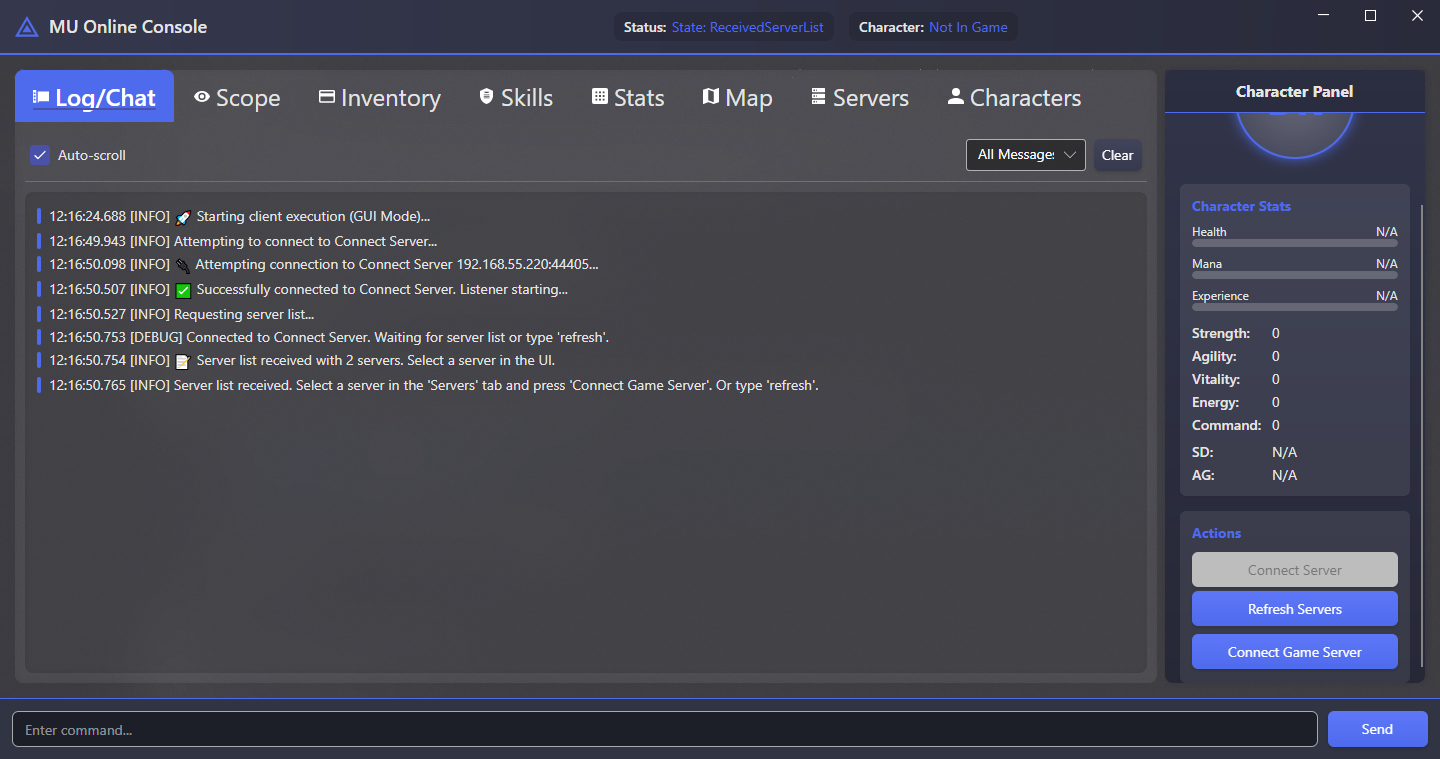 MU Online Console
Status: State: ReceivedServerList
Character: Not In Game
Log/Chat
Scope
Inventory
Skills
Stats
Map
Servers
Characters
Auto-scroll
All Messages
Clear
12:16:24.688 [INFO] 🚀 Starting client execution (GUI Mode)...
12:16:49.943 [INFO] Attempting to connect to Connect Server...
12:16:50.098 [INFO] 🔌 Attempting connection to Connect Server 192.168.55.220:44405...
12:16:50.507 [INFO] ✅ Successfully connected to Connect Server. Listener starting...
12:16:50.527 [INFO] Requesting server list...
12:16:50.753 [DEBUG] Connected to Connect Server. Waiting for server list or type 'refresh'.
12:16:50.754 [INFO] 📝 Server list received with 2 servers. Select a server in the UI.
12:16:50.765 [INFO] Server list received. Select a server in the 'Servers' tab and press 'Connect Game Server'. Or type 'refresh'.
Character Panel
Character Stats
Health N/A
Mana N/A
Experience N/A
Strength: 0
Agility: 0
Vitality: 0
Energy: 0
Command: 0
SD: N/A
AG: N/A
Actions
Connect Server
Refresh Servers
Connect Game Server
Enter command...
Send